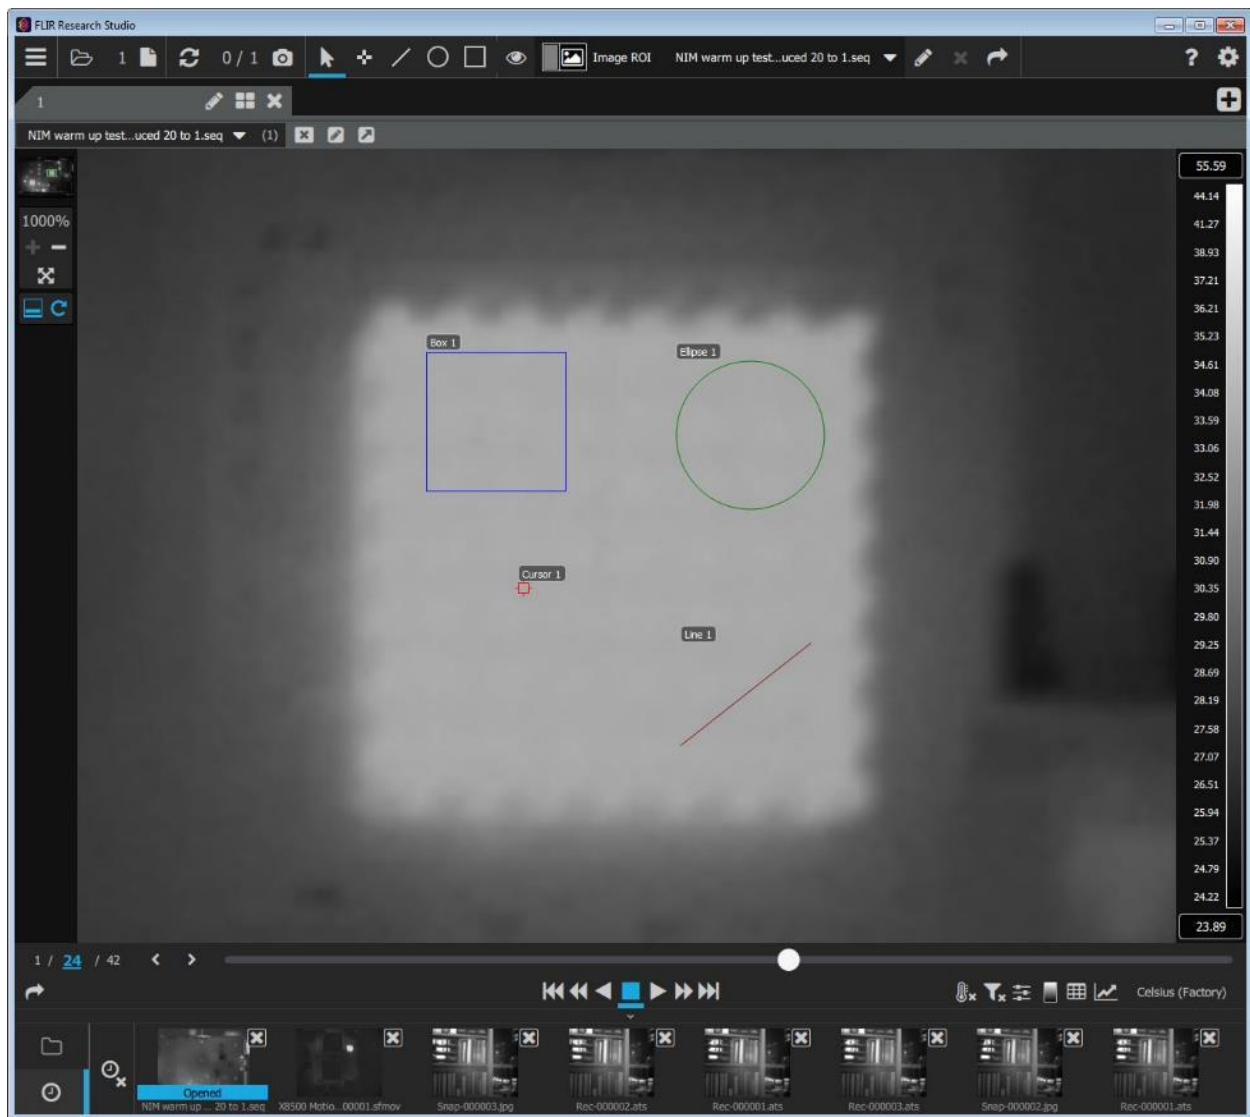 FLIR Research Studio
1 0 / 1 Image ROI NIM warm up test...uced 20 to 1.seq ?
1
NIM warm up test...uced 20 to 1.seq (1)
55.59
1000%
44.14
41.27
38.93
37.21
36.21
35.23
34.61
34.08
33.59
33.06
32.52
31.98
31.44
30.90
30.35
29.80
29.25
28.69
28.19
27.58
27.07
26.51
25.94
25.37
24.79
24.22
23.89
Box 1
Ellipse 1
Cursor 1
Line 1
1 / 24 / 42
Celsius (Factory)
Opened
NIM warm up ... 20 to 1.seq X8500 Motio...00001.sfmov Snap-000003.jpg Rec-000002.ats Rec-000001.ats Rec-000003.ats Snap-000002.jpg Rec-000001.ats